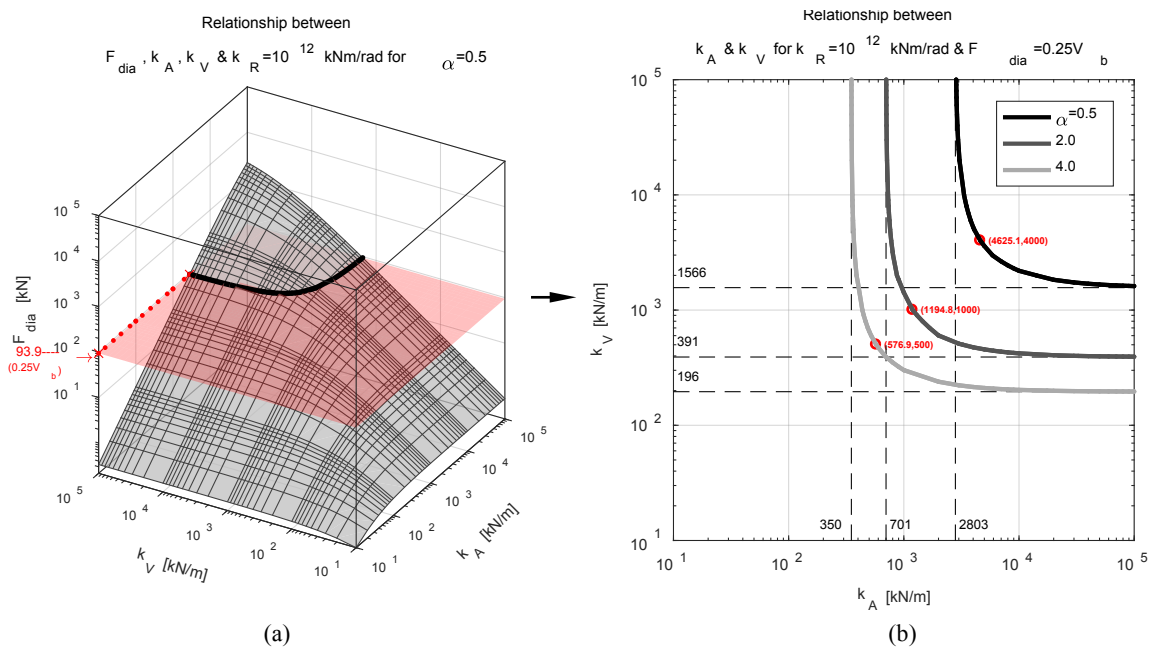 Relationship between
F dia , k A , k V & k R =10 12 kNm/rad for α=0.5
10 5
10 4
10 3
10 2
10 1
F dia [kN]
93.9----
(0.25V b )
10 5
10 4
10 3
10 2
10 1
k V [kN/m]
10 1
10 2
10 3
10 4
10 5
k A [kN/m]
(a)
Relationship between
k A & k V for k R =10 12 kNm/rad & F dia =0.25V b
10 5
10 4
10 3
10 2
10 1
k V [kN/m]
1566
391
196
α=0.5
2.0
4.0
(4625.1,4000)
(1194.8,1000)
(576.9,500)
350
701
2803
10 1
10 2
10 3
10 4
10 5
k A [kN/m]
(b)